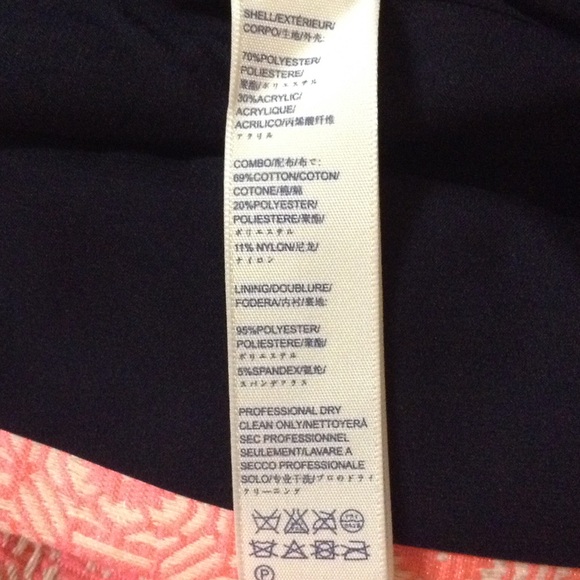 SHELL/EXTÉRIEUR/
CORPO/生地/外壳:
70%POLYESTER/
POLIESTERE/
聚酯/ポリエステル
30%ACRYLIC/
ACRYLIQUE/
ACRILICO/丙烯酸纤维
アクリル
COMBO/配布/布で:
69%COTTON/COTON/
COTONE/棉/綿
20%POLYESTER/
POLIESTERE/聚酯/
ポリエステル
11% NYLON/尼龙/
ナイロン
LINING/DOUBLURE/
FODERA/内衬/裏地:
95%POLYESTER/
POLIESTERE/聚酯/
ポリエステル
5%SPANDEX/氨纶/
スパンデックス
PROFESSIONAL DRY
CLEAN ONLY/NETTOYERÀ
SEC PROFESSIONNEL
SEULEMENT/LAVARE A
SECCO PROFESSIONALE
SOLO/专业干洗/プロのドライ
クリーニング
P